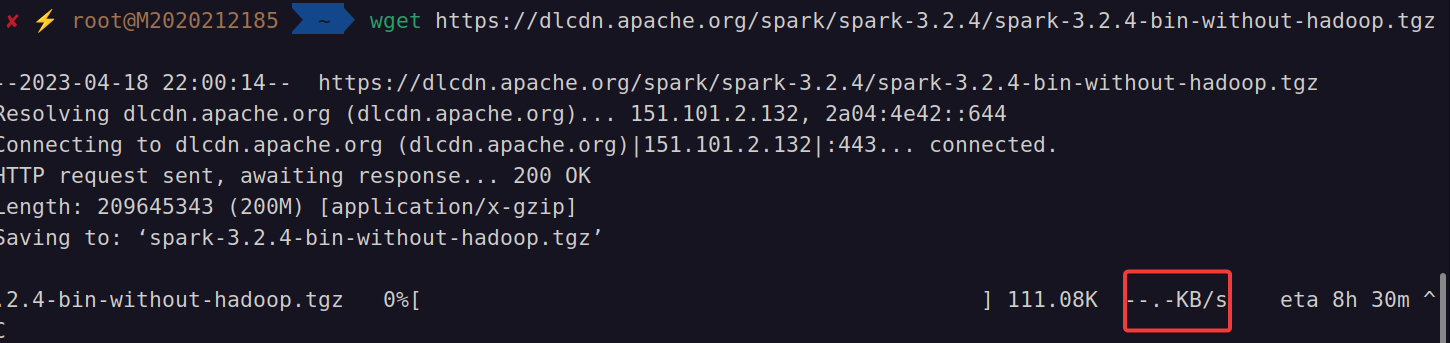 ✘ ⚡ root@M2020212185 ~ wget https://dlcdn.apache.org/spark/spark-3.2.4/spark-3.2.4-bin-without-hadoop.tgz
--2023-04-18 22:00:14--  https://dlcdn.apache.org/spark/spark-3.2.4/spark-3.2.4-bin-without-hadoop.tgz
Resolving dlcdn.apache.org (dlcdn.apache.org)... 151.101.2.132, 2a04:4e42::644
Connecting to dlcdn.apache.org (dlcdn.apache.org)|151.101.2.132|:443... connected.
HTTP request sent, awaiting response... 200 OK
Length: 209645343 (200M) [application/x-gzip]
Saving to: ‘spark-3.2.4-bin-without-hadoop.tgz’
.2.4-bin-without-hadoop.tgz   0%[                    ] 111.08K  --.-KB/s    eta 8h 30m ^
C